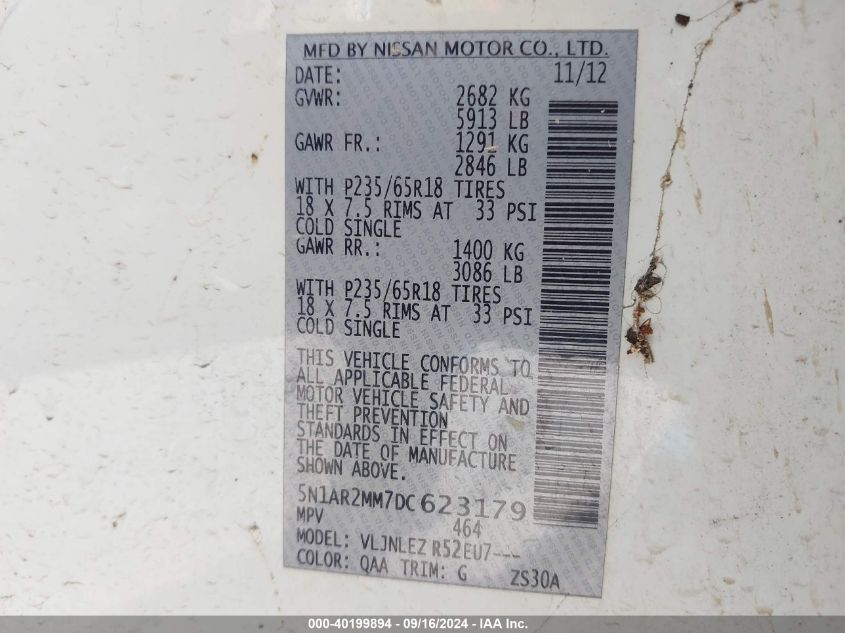 MFD BY NISSAN MOTOR CO., LTD.
DATE: 11/12
GVWR: 2682 KG
5913 LB
GAWR FR.: 1291 KG
2846 LB
WITH P235/65R18 TIRES
18 X 7.5 RIMS AT 33 PSI
COLD SINGLE
GAWR RR.: 1400 KG
3086 LB
WITH P235/65R18 TIRES
18 X 7.5 RIMS AT 33 PSI
COLD SINGLE
THIS VEHICLE CONFORMS TO
ALL APPLICABLE FEDERAL
MOTOR VEHICLE SAFETY AND
THEFT PREVENTION
STANDARDS IN EFFECT ON
THE DATE OF MANUFACTURE
SHOWN ABOVE.
5N1AR2MM7DC623179
MPV 464
MODEL: VLJNLEZ R52EU7---
COLOR: QAA TRIM: G ZS30A
000-40199894 - 09/16/2024 - IAA Inc.